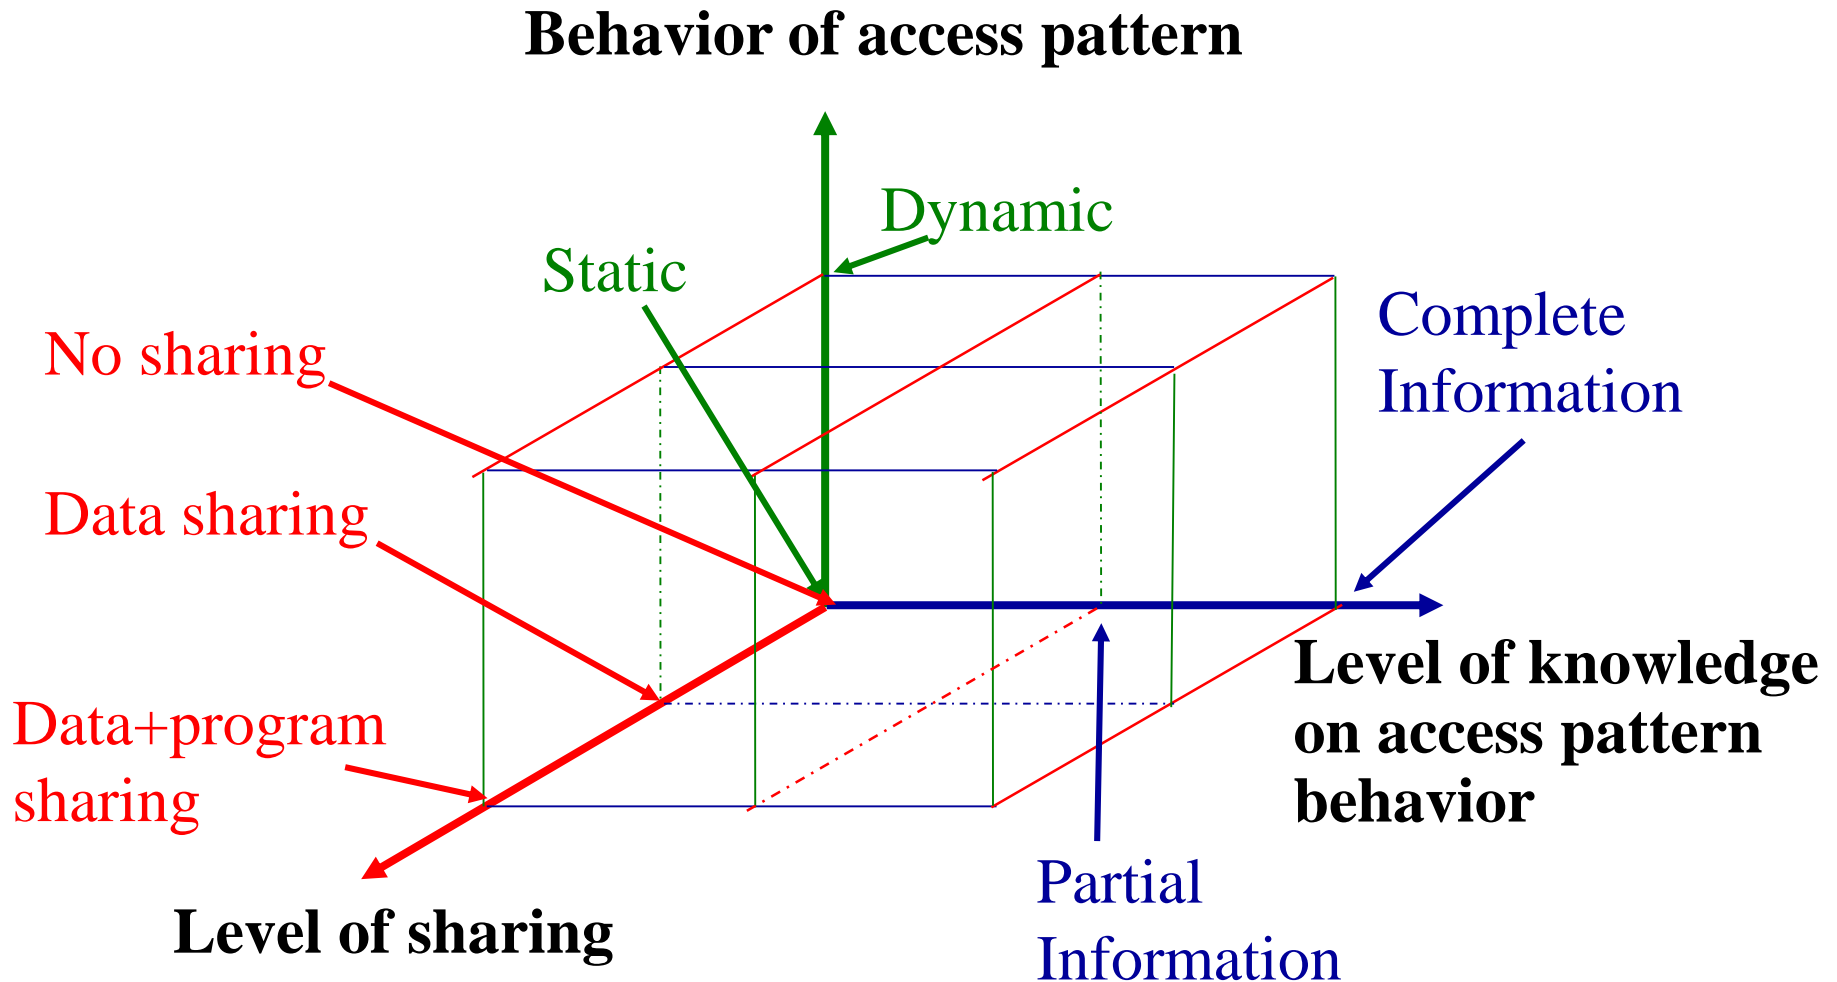 Behavior of access pattern
Dynamic
Static
No sharing
Complete
Information
Data sharing
Level of knowledge
on access pattern
behavior
Data+program
sharing
Partial
Information
Level of sharing